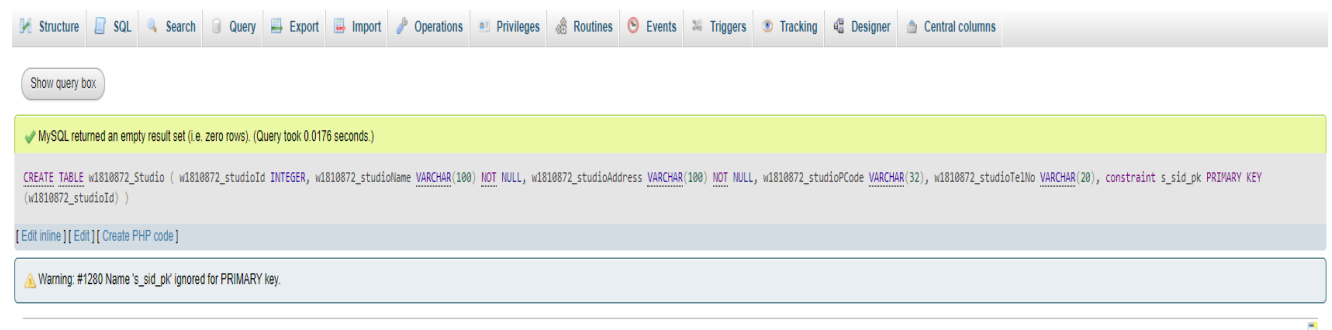 Structure SQL Search Query Export Import Operations Privileges Routines Events Triggers Tracking Designer Central columns
Show query box
MySQL returned an empty result set (i.e. zero rows). (Query took 0.0176 seconds.)
CREATE TABLE w1810872_Studio ( w1810872_studioId INTEGER, w1810872_studioName VARCHAR(100) NOT NULL, w1810872_studioAddress VARCHAR(100) NOT NULL, w1810872_studioPCode VARCHAR(32), w1810872_studioTelNo VARCHAR(20), constraint s_sid_pk PRIMARY KEY
(w1810872_studioId) )
[ Edit inline ] [ Edit ] [ Create PHP code ]
Warning: #1280 Name 's_sid_pk' ignored for PRIMARY key.